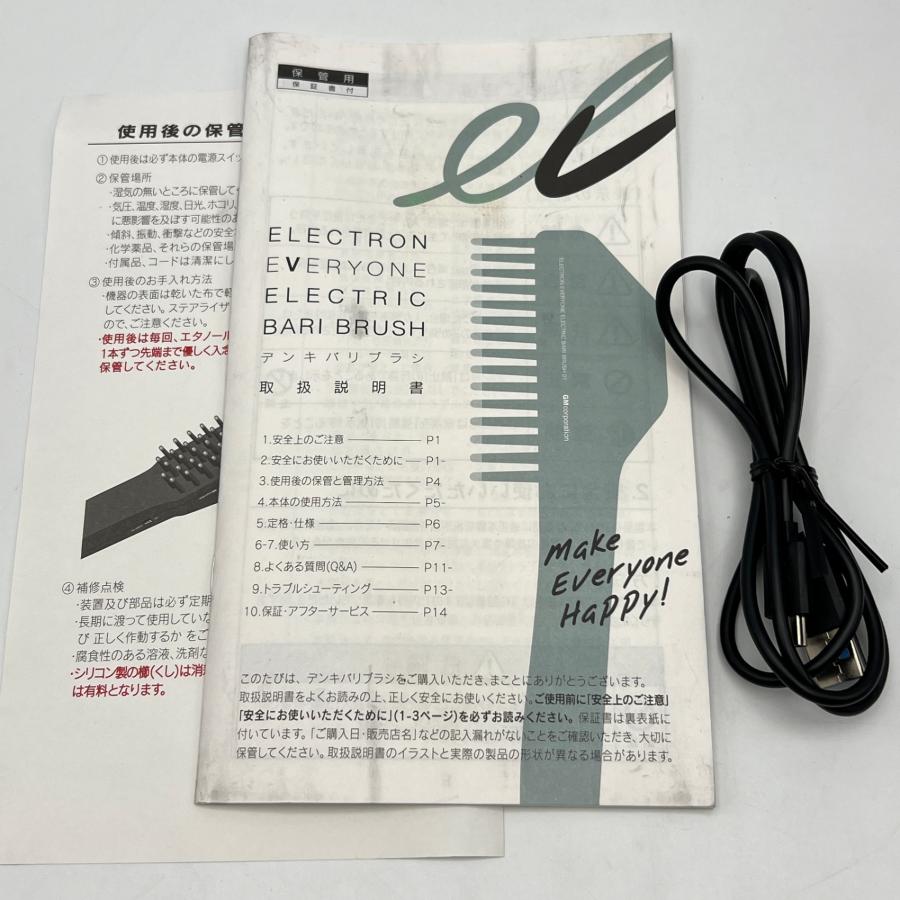 使用後の保管
①使用後は必ず本体の電源スイッ
②保管場所
・湿気の無いところに保管して
・気圧、温度、湿度、日光、ホコリ、
に悪影響を及ぼす可能性のあ
・傾斜、振動、衝撃などの安全
・化学薬品、それらの保管場
・付属品、コードは清潔にし
③使用後のお手入れ方法
・機器の表面は乾いた布で軽
してください。ステアライザ
ので、ご注意ください。
・使用後は毎回、エタノール
1本ずつ先端まで優しく入念
保管してください。
④補修点検
・装置及び部品は必ず定期
・長期に渡って使用していな
び 正しく作動するか をご
・腐食性のある溶液、洗剤な
・シリコン製の櫛(くし)は消耗
は有料となります。
保管用
保証書付
el
ELECTRON
EVERYONE
ELECTRIC
BARI BRUSH
デンキバリブラシ
取扱説明書
1.安全上のご注意 P1
2.安全にお使いいただくために P1-
3.使用後の保管と管理方法 P4
4.本体の使用方法 P5-
5.定格・仕様 P6
6-7.使い方 P7-
8.よくある質問(Q&A) P11-
9.トラブルシューティング P13-
10.保証・アフターサービス P14
ELECTRON EVERYONE ELECTRIC BARI BRUSH 01
GMcorporation
Make
Everyone
Happy!
このたびは、デンキバリブラシをご購入いただき、まことにありがとうございます。
取扱説明書をよくお読みの上、正しく安全にお使いください。ご使用前に「安全上のご注意」
「安全にお使いいただくために」(1-3ページ)を必ずお読みください。保証書は裏表紙に
付いています。「ご購入日・販売店名」などの記入漏れがないことをご確認いただき、大切に
保管してください。取扱説明書のイラストと実際の製品の形状が異なる場合があります。